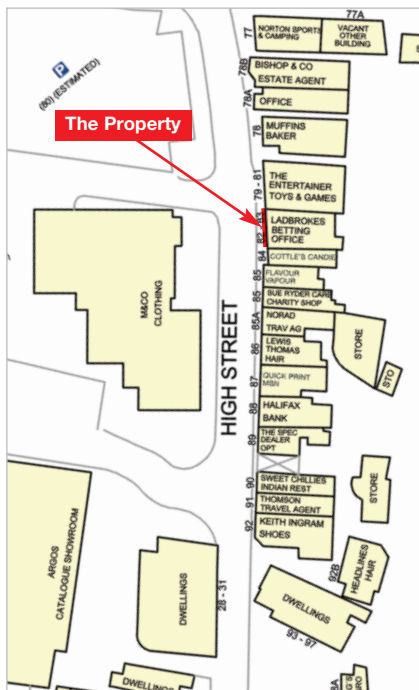 77A
77
NORTON SPORTS
& CAMPING
VACANT
OTHER
BUILDING
78B
BISHOP & CO
ESTATE AGENT
78A
OFFICE
P
(80) (ESTIMATED)
The Property
78
MUFFINS
BAKER
79 - 81
THE
ENTERTAINER
TOYS & GAMES
82
83
LADBROKES
BETTING
OFFICE
84
COTTLE'S CANDIE
85
FLAVOUR
VAPOUR
85
SUE RYDER CARE
CHARITY SHOP
85A
NORAD
TRAV AG
86
LEWIS
THOMAS
HAIR
87
QUICK PRINT
MSN
88
HALIFAX
BANK
89
THE SPEC
DEALER
OPT
90
SWEET CHILLIES
INDIAN REST
91
THOMSON
TRAVEL AGENT
92
KEITH INGRAM
SHOES
M&CO
CLOTHING
HIGH STREET
STORE
STO
STORE
ARGOS
CATALOGUE SHOWROOM
DWELLINGS
28 - 31
92B
HEADLINES
HAIR
DWELLINGS
93 - 97
DWELLINGS